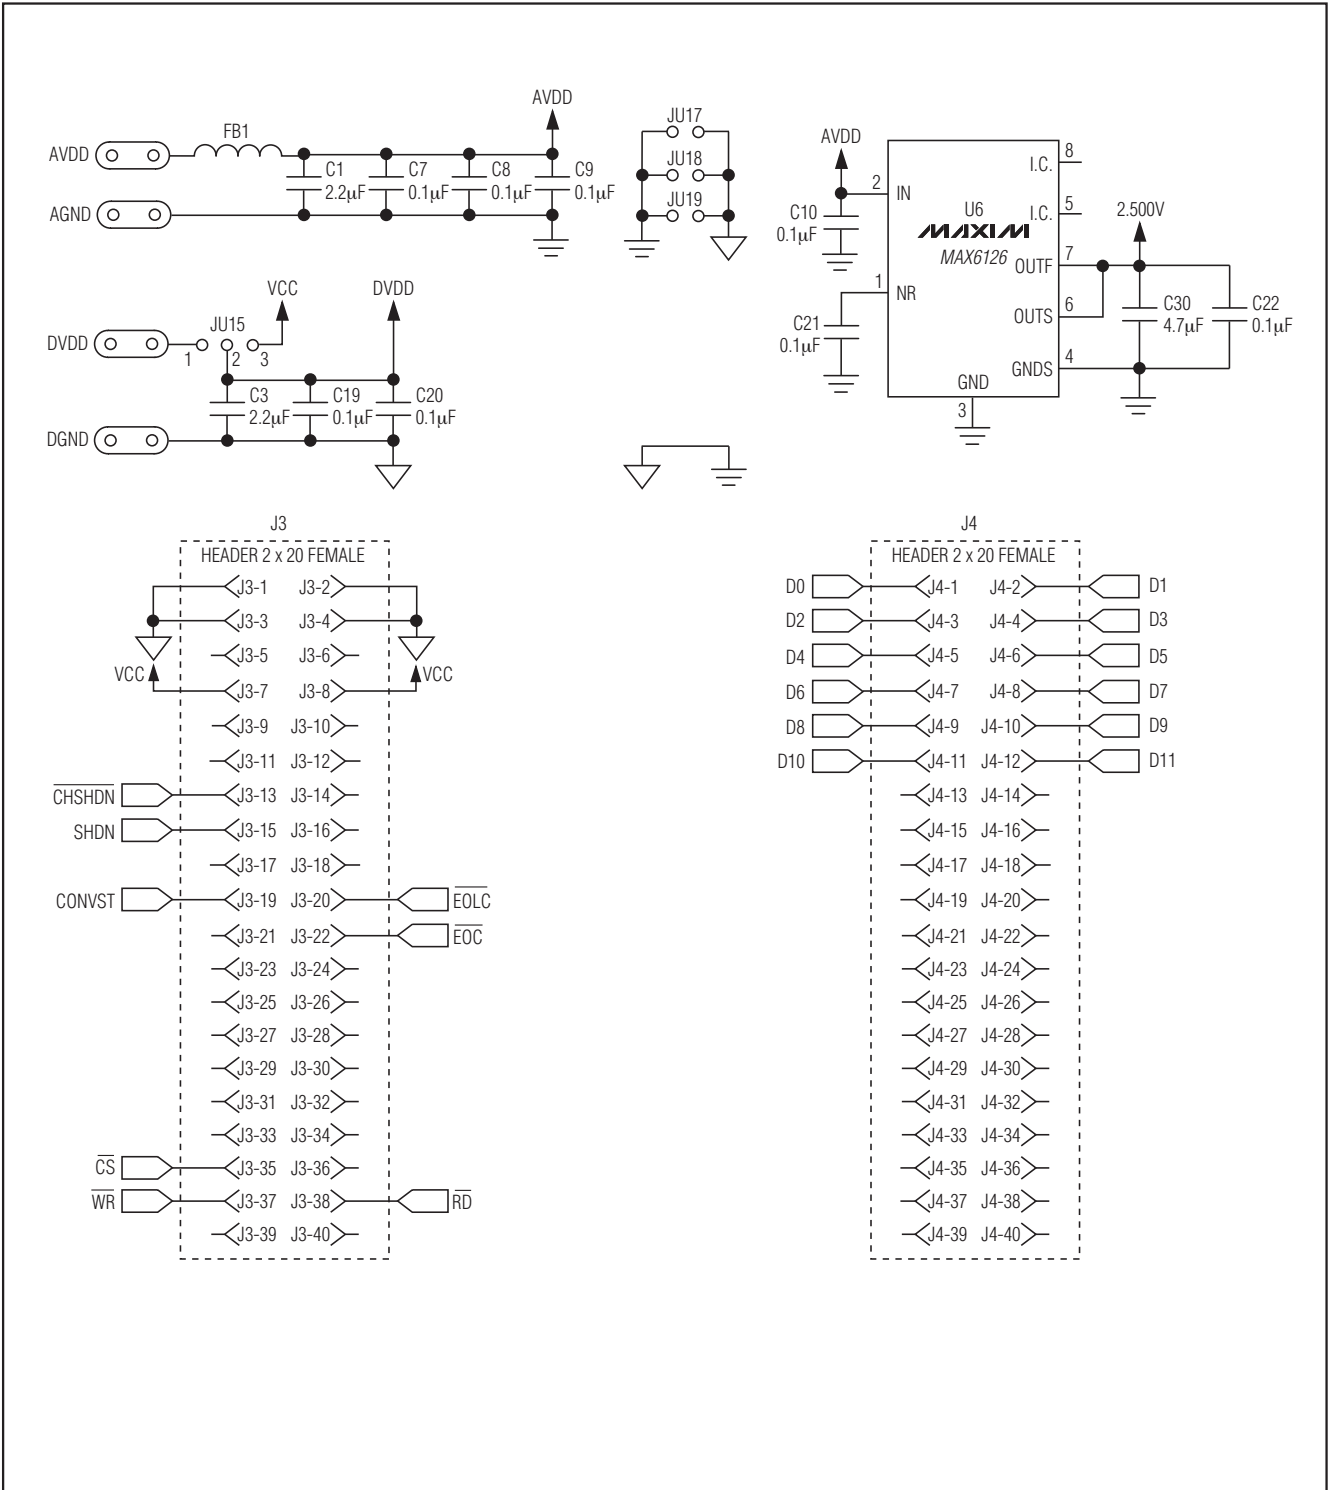 AVDD
FB1
AVDD
C1
2.2µF
C7
0.1µF
C8
0.1µF
C9
0.1µF
AGND
JU17
JU18
JU19
AVDD
2
IN
C10
0.1µF
1
NR
C21
0.1µF
U6
MAXIM
MAX6126
I.C.
8
I.C.
5
OUTF
7
OUTS
6
GNDS
4
GND
3
2.500V
C30
4.7µF
C22
0.1µF
VCC
DVDD
DVDD
JU15
1
2
3
C3
2.2µF
C19
0.1µF
C20
0.1µF
DGND
J3
HEADER 2 x 20 FEMALE
J3-1 J3-2
J3-3 J3-4
J3-5 J3-6
VCC J3-7 J3-8 VCC
J3-9 J3-10
J3-11 J3-12
CHSHDN J3-13 J3-14
SHDN J3-15 J3-16
J3-17 J3-18
CONVST J3-19 J3-20 EOLC
J3-21 J3-22 EOC
J3-23 J3-24
J3-25 J3-26
J3-27 J3-28
J3-29 J3-30
J3-31 J3-32
J3-33 J3-34
CS J3-35 J3-36
WR J3-37 J3-38 RD
J3-39 J3-40
J4
HEADER 2 x 20 FEMALE
D0 J4-1 J4-2 D1
D2 J4-3 J4-4 D3
D4 J4-5 J4-6 D5
D6 J4-7 J4-8 D7
D8 J4-9 J4-10 D9
D10 J4-11 J4-12 D11
J4-13 J4-14
J4-15 J4-16
J4-17 J4-18
J4-19 J4-20
J4-21 J4-22
J4-23 J4-24
J4-25 J4-26
J4-27 J4-28
J4-29 J4-30
J4-31 J4-32
J4-33 J4-34
J4-35 J4-36
J4-37 J4-38
J4-39 J4-40